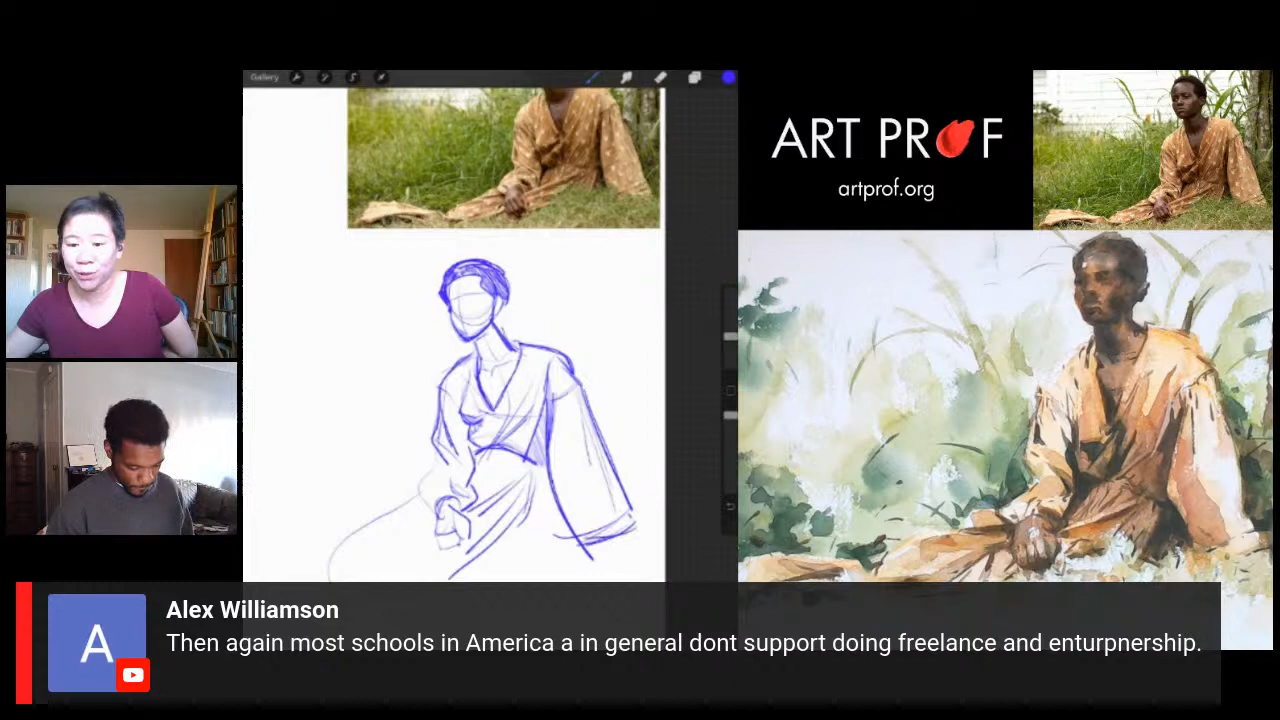 Gallery
ART PROF
artprof.org
A
Alex Williamson
Then again most schools in America a in general dont support doing freelance and enturpnership.